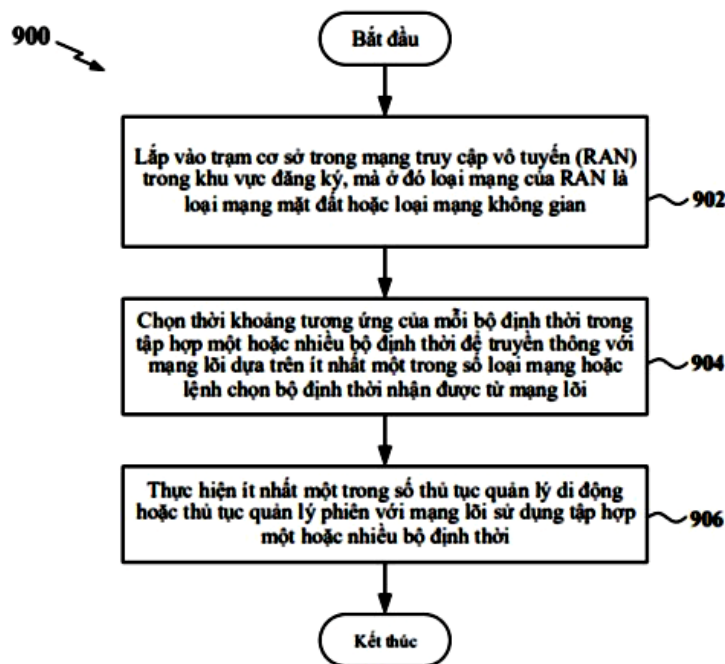 900
Bắt đầu
Lắp vào trạm cơ sở trong mạng truy cập vô tuyến (RAN)
trong khu vực đăng ký, mà ở đó loại mạng của RAN là
loại mạng mặt đất hoặc loại mạng không gian
902
Chọn thời khoảng tương ứng của mỗi bộ định thời trong
tập hợp một hoặc nhiều bộ định thời để truyền thông với
mạng lõi dựa trên ít nhất một trong số loại mạng hoặc
lệnh chọn bộ định thời nhận được từ mạng lõi
904
Thực hiện ít nhất một trong số thủ tục quản lý di động
hoặc thủ tục quản lý phiên với mạng lõi sử dụng tập hợp
một hoặc nhiều bộ định thời
906
Kết thúc